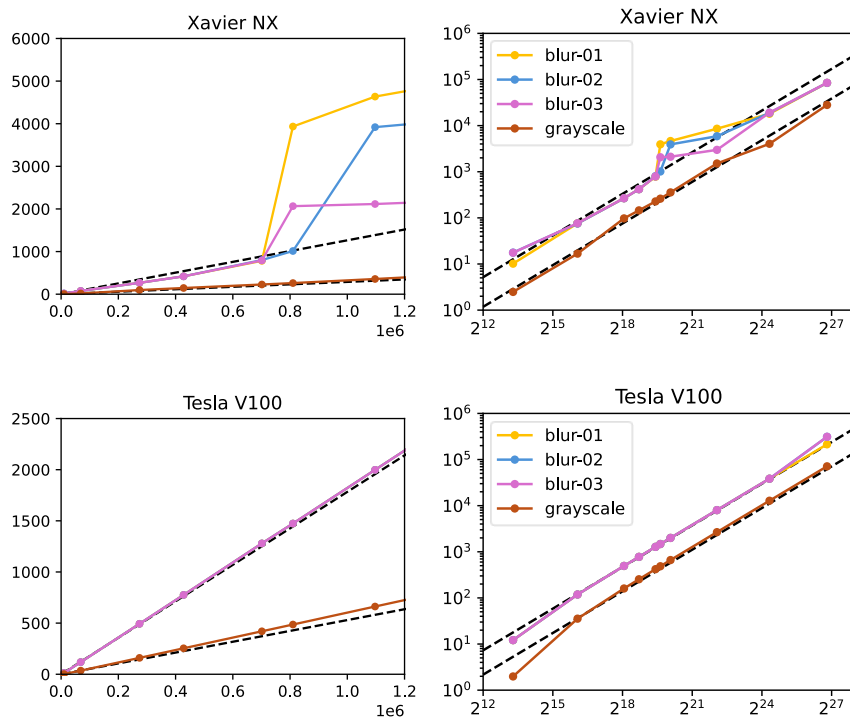 Xavier NX
6000
5000
4000
3000
2000
1000
0
0.0 0.2 0.4 0.6 0.8 1.0 1.2
1e6
Xavier NX
blur-01
blur-02
blur-03
grayscale
10^6
10^5
10^4
10^3
10^2
10^1
10^0
2^12 2^15 2^18 2^21 2^24 2^27
Tesla V100
2500
2000
1500
1000
500
0
0.0 0.2 0.4 0.6 0.8 1.0 1.2
1e6
Tesla V100
blur-01
blur-02
blur-03
grayscale
10^6
10^5
10^4
10^3
10^2
10^1
10^0
2^12 2^15 2^18 2^21 2^24 2^27